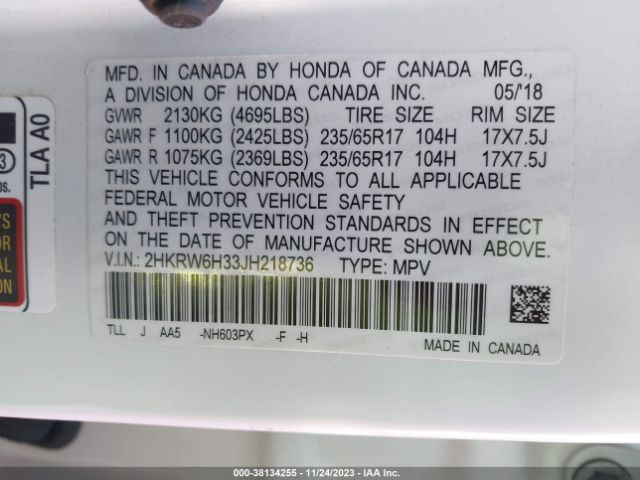 MFD. IN CANADA BY HONDA OF CANADA MFG.,
A DIVISION OF HONDA CANADA INC. 05/'18
GVWR 2130KG (4695LBS) TIRE SIZE RIM SIZE
GAWR F 1100KG (2425LBS) 235/65R17 104H 17X7.5J
GAWR R 1075KG (2369LBS) 235/65R17 104H 17X7.5J
THIS VEHICLE CONFORMS TO ALL APPLICABLE
FEDERAL MOTOR VEHICLE SAFETY
AND THEFT PREVENTION STANDARDS IN EFFECT
ON THE DATE OF MANUFACTURE SHOWN ABOVE.
V.I.N.: 2HKRW6H33JH218736 TYPE: MPV
TLL J AA5 -NH603PX -F -H
MADE IN CANADA
TLA A0
3
000-38134255 - 11/24/2023 - IAA Inc.